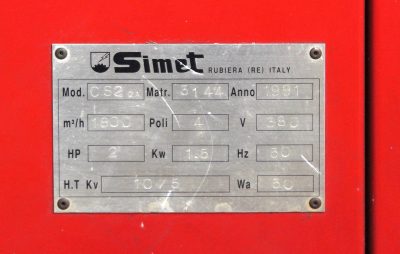 Simet RUBIERA (RE) ITALY
Mod. CS2 Matr. 3144 Anno 1991
m³/h 1800 Poli 4 V 380
HP 2 Kw 1.5 Hz 50
H.T Kv 10/5 Wa 50